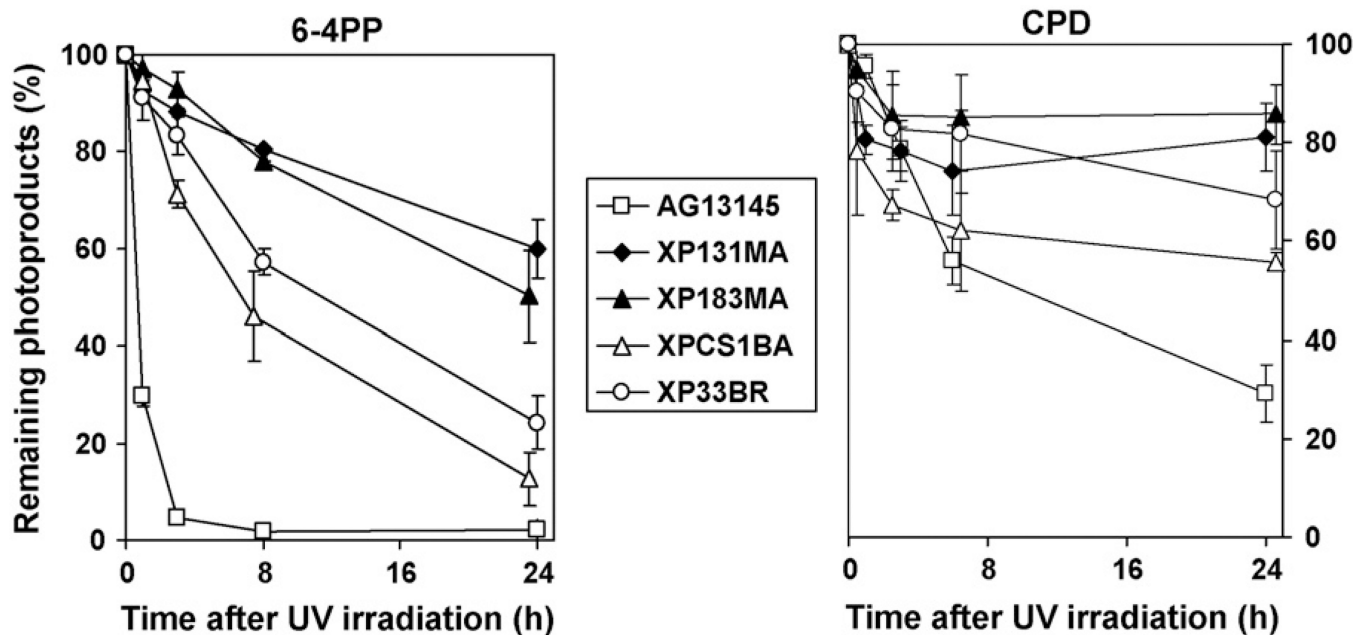 6-4PP
CPD
Remaining photoproducts (%)
100
80
60
40
20
0
0 8 16 24
Time after UV irradiation (h)
AG13145
XP131MA
XP183MA
XPCS1BA
XP33BR
100
80
60
40
20
0
0 8 16 24
Time after UV irradiation (h)